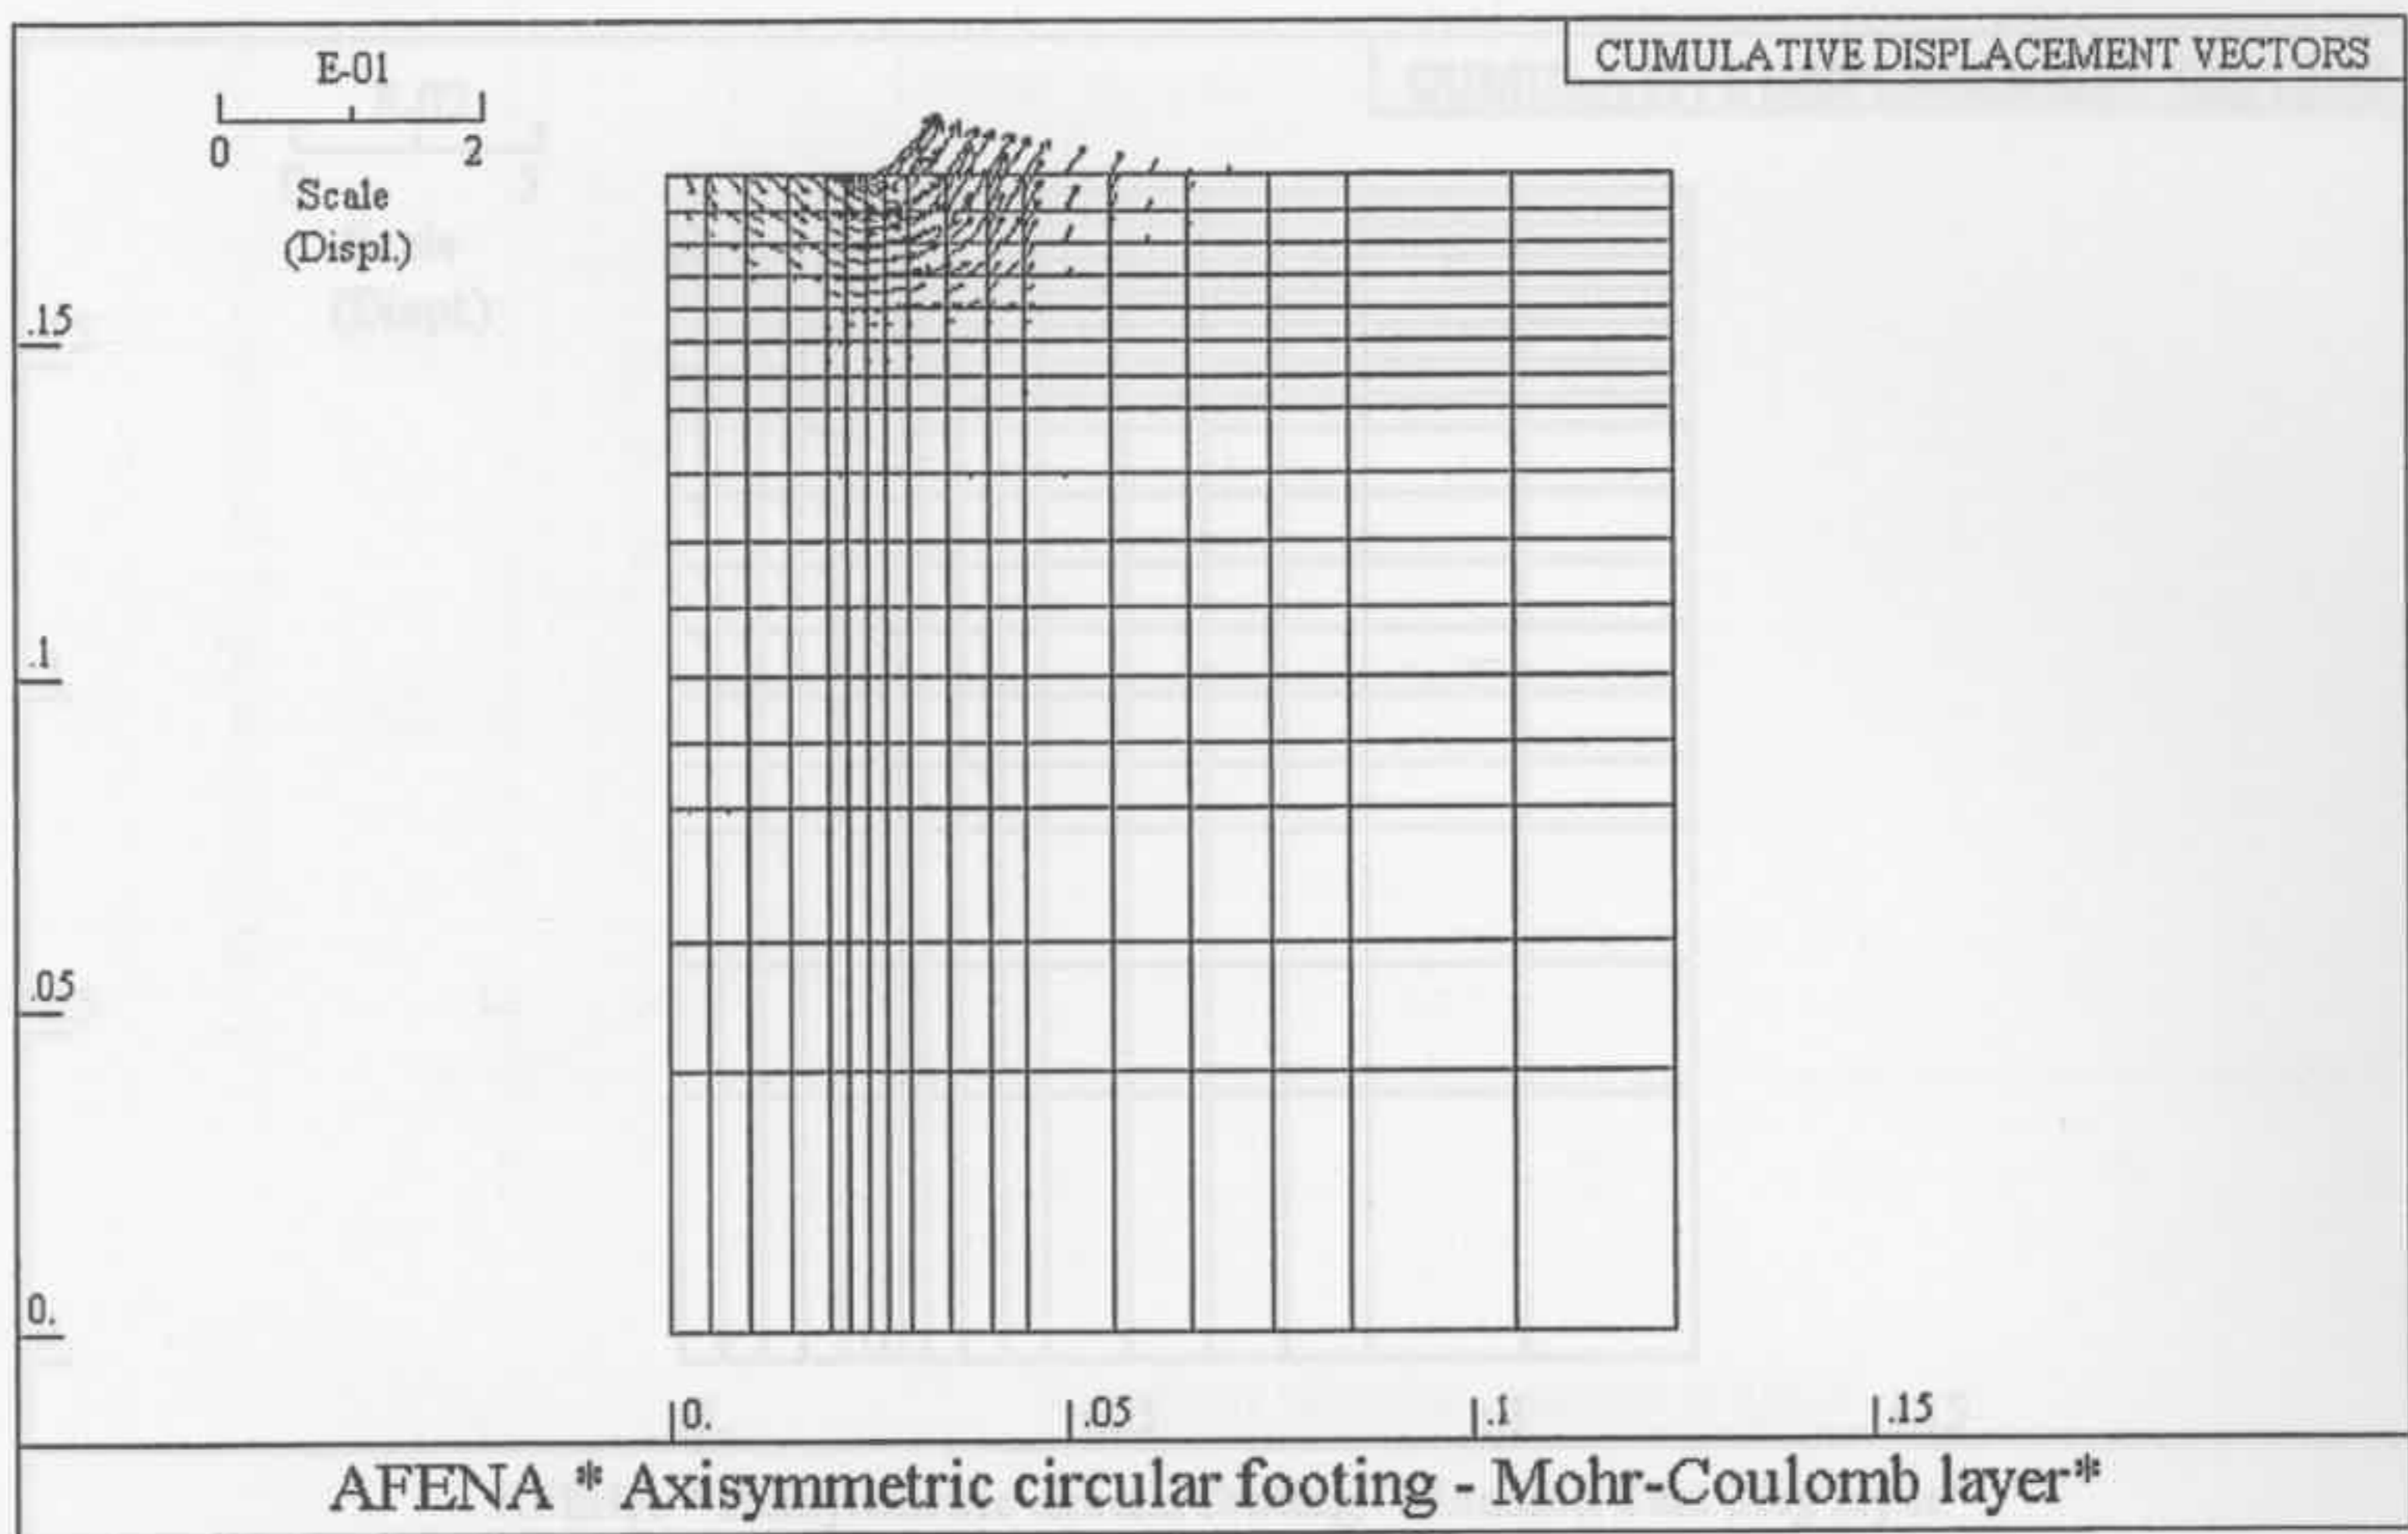 CUMULATIVE DISPLACEMENT VECTORS
E-01
0 2
Scale
(Displ.)
.15
.1
.05
0.
0. .05 .1 .15
AFENA * Axisymmetric circular footing - Mohr-Coulomb layer*